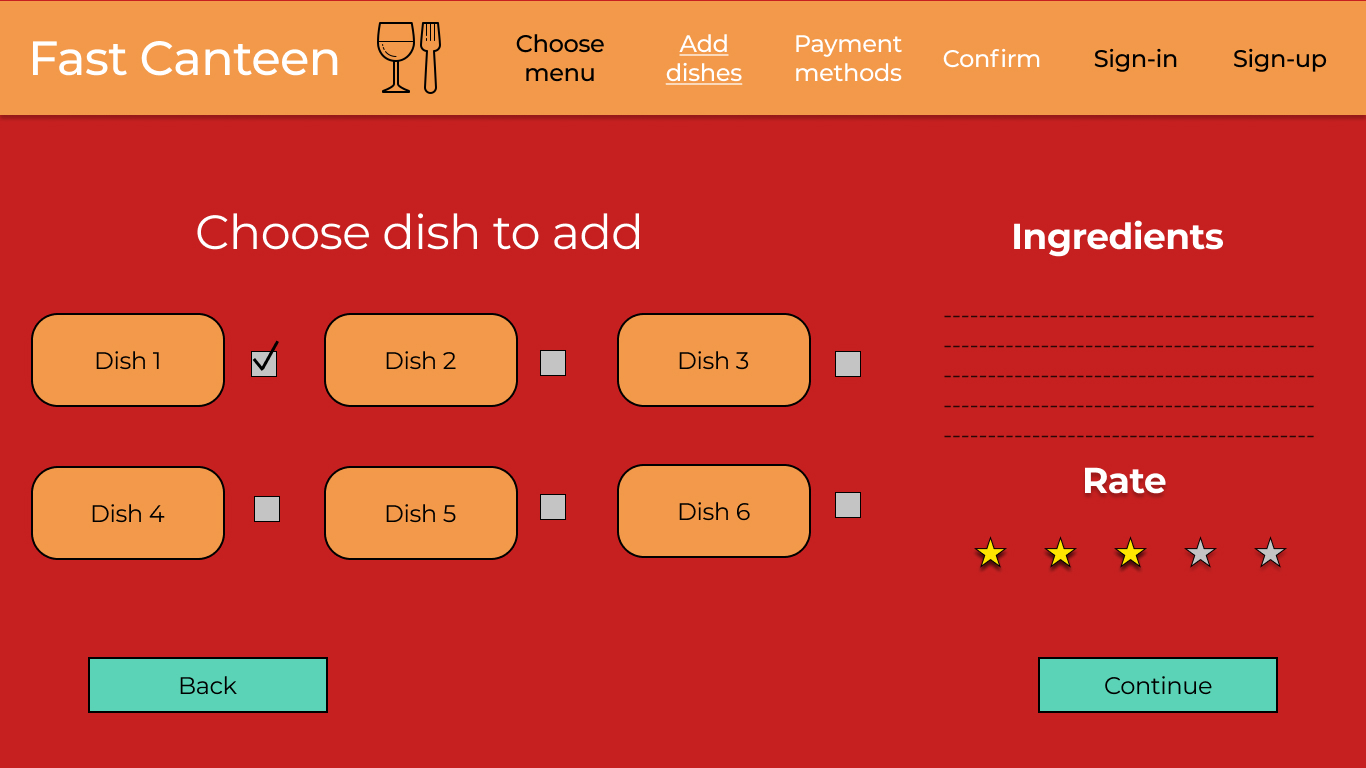 Fast Canteen
Choose
menu
Add
dishes
Payment
methods
Confirm
Sign-in
Sign-up
Choose dish to add
Dish 1
Dish 2
Dish 3
Dish 4
Dish 5
Dish 6
Ingredients
Rate
Back
Continue